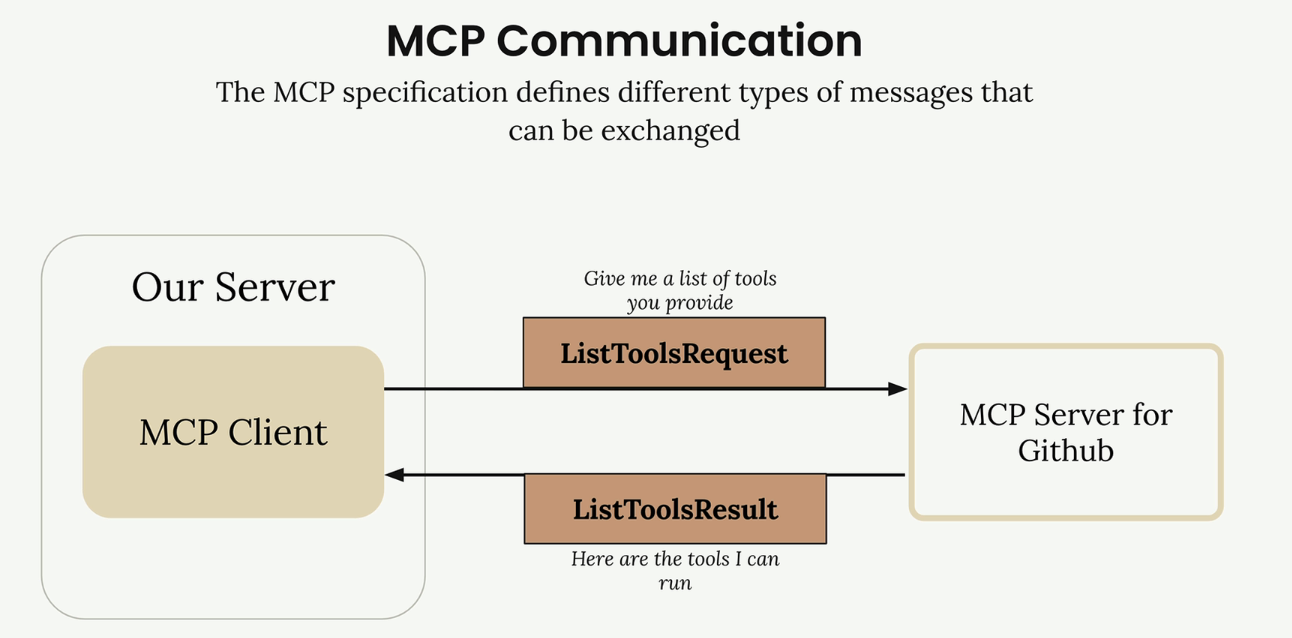 MCP Communication
The MCP specification defines different types of messages that
can be exchanged
Our Server
MCP Client
Give me a list of tools
you provide
ListToolsRequest
ListToolsResult
Here are the tools I can
run
MCP Server for
Github